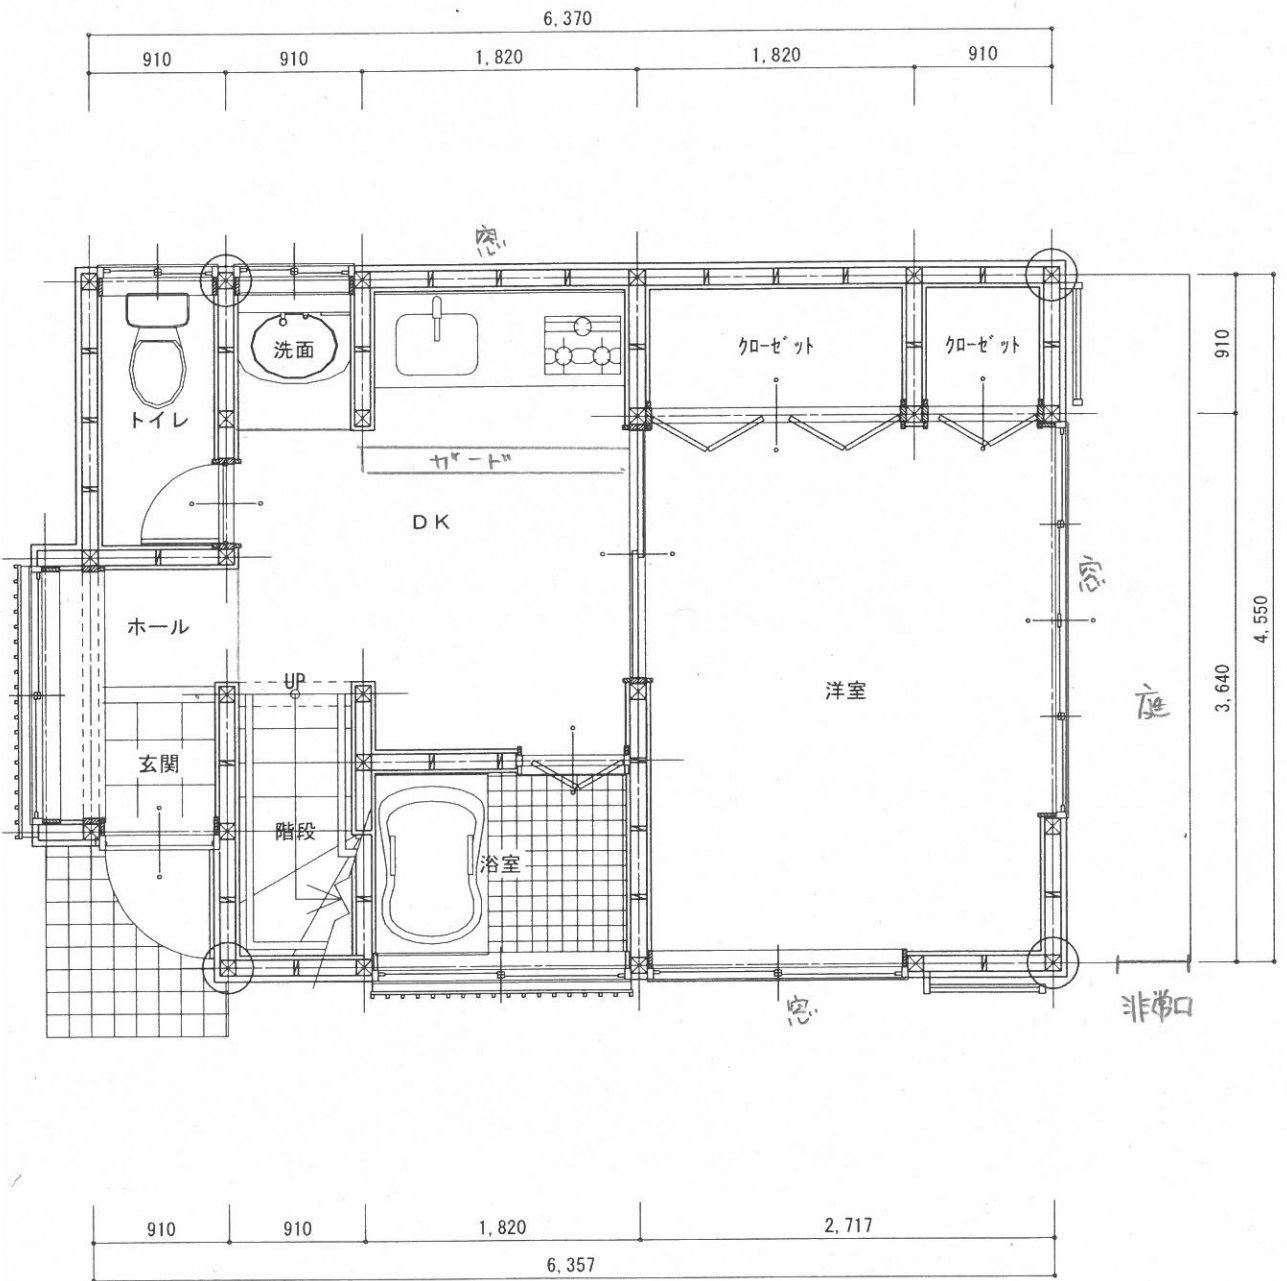 6,370
910
910
1,820
1,820
910
窓
洗面
クローゼット
クローゼット
910
トイレ
ガード
DK
窓
4,550
ホール
UP
洋室
3,640
庭
玄関
階段
浴室
窓
非常口
910
910
1,820
2,717
6,357